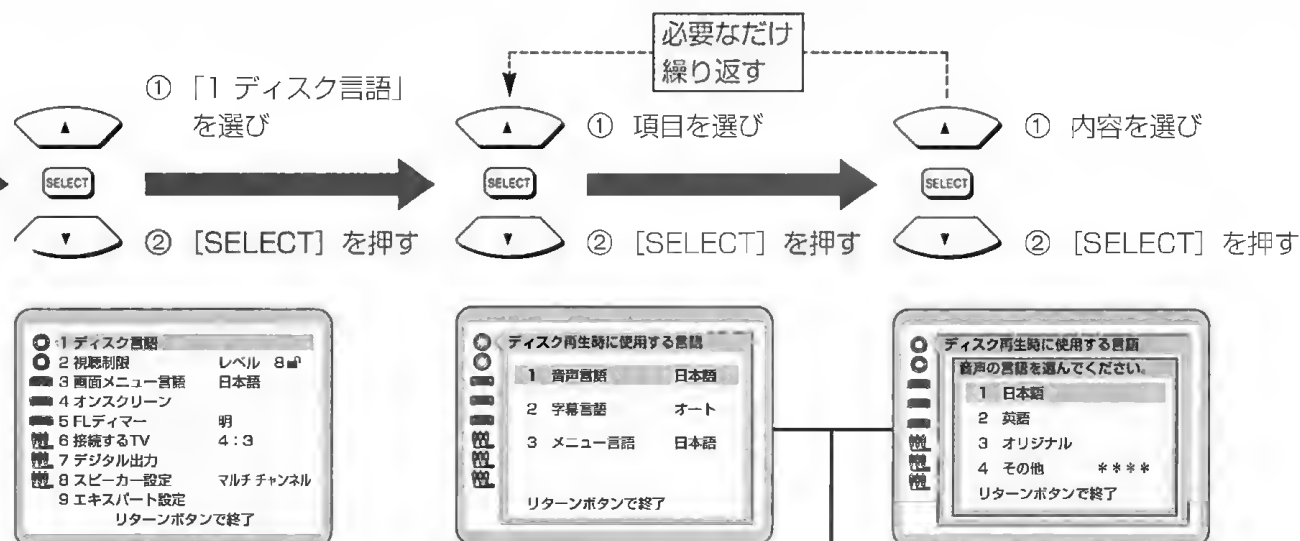 必要なだけ
繰り返す
① 「1 ディスク言語」
を選び
SELECT
② [SELECT] を押す
① 項目を選び
SELECT
② [SELECT] を押す
① 内容を選び
SELECT
② [SELECT] を押す
1 ディスク言語
2 視聴制限 レベル 8
3 画面メニュー言語 日本語
4 オンスクリーン
5 FLディマー 明
6 接続するTV 4:3
7 デジタル出力
8 スピーカー設定 マルチ チャンネル
9 エキスパート設定
リターンボタンで終了
ディスク再生時に使用する言語
1 音声言語 日本語
2 字幕言語 オート
3 メニュー言語 日本語
リターンボタンで終了
ディスク再生時に使用する言語
音声の言語を選んでください。
1 日本語
2 英語
3 オリジナル
4 その他 ****
リターンボタンで終了